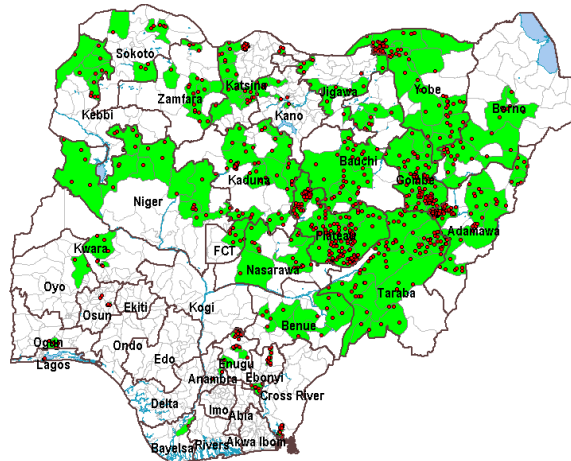 Sokoto
Katsina
Jigawa
Yobe
Borno
Zamfara
Kebbi
Kano
Bauchi
Gombe
Kaduna
Niger
Adamawa
Plateau
FCT
Kwara
Nasarawa
Oyo
Taraba
Kogi
Osun
Ekiti
Benue
Ogun
Ondo
Lagos
Edo
Enugu
Anambra
Ebonyi
Cross River
Delta
Imo
Abia
Bayelsa
Rivers
Akwa Ibom